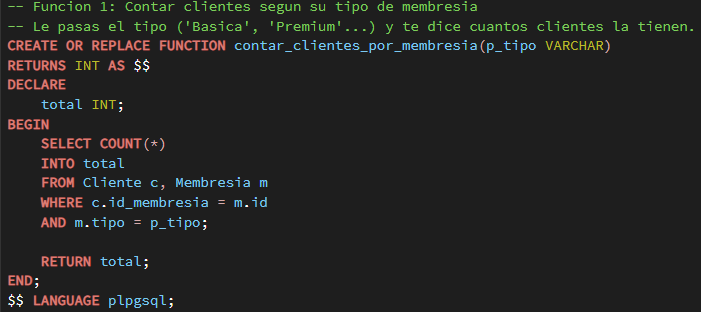 -- Funcion 1: Contar clientes segun su tipo de membresia
-- Le pasas el tipo ('Basica', 'Premium'...) y te dice cuantos clientes la tienen.
CREATE OR REPLACE FUNCTION contar_clientes_por_membresia(p_tipo VARCHAR)
RETURNS INT AS $$
DECLARE
    total INT;
BEGIN
    SELECT COUNT(*)
    INTO total
    FROM Cliente c, Membresia m
    WHERE c.id_membresia = m.id
    AND m.tipo = p_tipo;

    RETURN total;
END;
$$ LANGUAGE plpgsql;